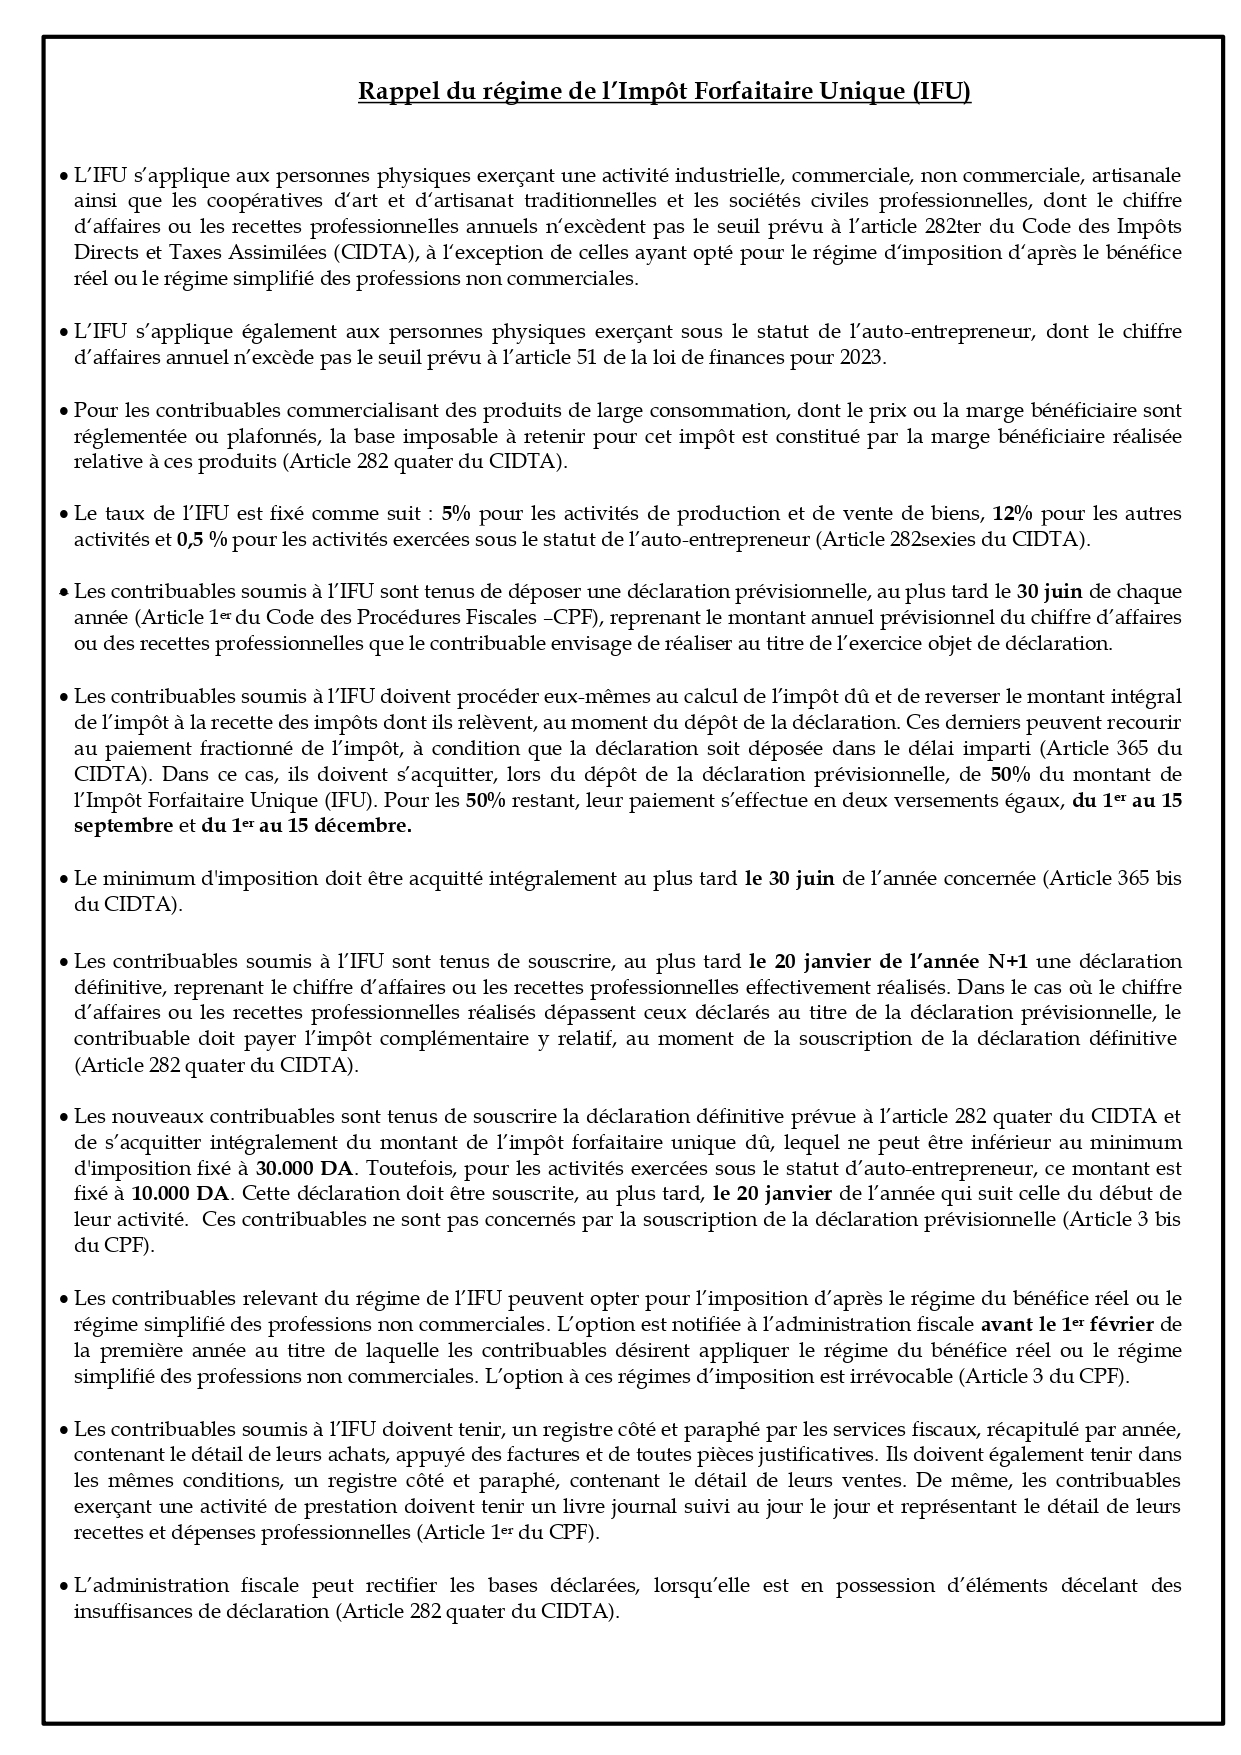 Rappel du régime de l’Impôt Forfaitaire Unique (IFU)
• L’IFU s’applique aux personnes physiques exerçant une activité industrielle, commerciale, non commerciale, artisanale
ainsi que les coopératives d‘art et d‘artisanat traditionnelles et les sociétés civiles professionnelles, dont le chiffre
d‘affaires ou les recettes professionnelles annuels n‘excèdent pas le seuil prévu à l’article 282ter du Code des Impôts
Directs et Taxes Assimilées (CIDTA), à l‘exception de celles ayant opté pour le régime d‘imposition d‘après le bénéfice
réel ou le régime simplifié des professions non commerciales.
• L’IFU s’applique également aux personnes physiques exerçant sous le statut de l’auto-entrepreneur, dont le chiffre
d’affaires annuel n’excède pas le seuil prévu à l’article 51 de la loi de finances pour 2023.
• Pour les contribuables commercialisant des produits de large consommation, dont le prix ou la marge bénéficiaire sont
réglementée ou plafonnés, la base imposable à retenir pour cet impôt est constitué par la marge bénéficiaire réalisée
relative à ces produits (Article 282 quater du CIDTA).
• Le taux de l’IFU est fixé comme suit : 5% pour les activités de production et de vente de biens, 12% pour les autres
activités et 0,5 % pour les activités exercées sous le statut de l’auto-entrepreneur (Article 282sexies du CIDTA).
• Les contribuables soumis à l’IFU sont tenus de déposer une déclaration prévisionnelle, au plus tard le 30 juin de chaque
année (Article 1er du Code des Procédures Fiscales –CPF), reprenant le montant annuel prévisionnel du chiffre d’affaires
ou des recettes professionnelles que le contribuable envisage de réaliser au titre de l’exercice objet de déclaration.
• Les contribuables soumis à l’IFU doivent procéder eux-mêmes au calcul de l’impôt dû et de reverser le montant intégral
de l’impôt à la recette des impôts dont ils relèvent, au moment du dépôt de la déclaration. Ces derniers peuvent recourir
au paiement fractionné de l’impôt, à condition que la déclaration soit déposée dans le délai imparti (Article 365 du
CIDTA). Dans ce cas, ils doivent s’acquitter, lors du dépôt de la déclaration prévisionnelle, de 50% du montant de
l’Impôt Forfaitaire Unique (IFU). Pour les 50% restant, leur paiement s’effectue en deux versements égaux, du 1er au 15
septembre et du 1er au 15 décembre.
• Le minimum d'imposition doit être acquitté intégralement au plus tard le 30 juin de l’année concernée (Article 365 bis
du CIDTA).
• Les contribuables soumis à l’IFU sont tenus de souscrire, au plus tard le 20 janvier de l’année N+1 une déclaration
définitive, reprenant le chiffre d’affaires ou les recettes professionnelles effectivement réalisés. Dans le cas où le chiffre
d’affaires ou les recettes professionnelles réalisés dépassent ceux déclarés au titre de la déclaration prévisionnelle, le
contribuable doit payer l’impôt complémentaire y relatif, au moment de la souscription de la déclaration définitive
(Article 282 quater du CIDTA).
• Les nouveaux contribuables sont tenus de souscrire la déclaration définitive prévue à l’article 282 quater du CIDTA et
de s’acquitter intégralement du montant de l’impôt forfaitaire unique dû, lequel ne peut être inférieur au minimum
d'imposition fixé à 30.000 DA. Toutefois, pour les activités exercées sous le statut d’auto-entrepreneur, ce montant est
fixé à 10.000 DA. Cette déclaration doit être souscrite, au plus tard, le 20 janvier de l’année qui suit celle du début de
leur activité. Ces contribuables ne sont pas concernés par la souscription de la déclaration prévisionnelle (Article 3 bis
du CPF).
• Les contribuables relevant du régime de l’IFU peuvent opter pour l’imposition d’après le régime du bénéfice réel ou le
régime simplifié des professions non commerciales. L’option est notifiée à l’administration fiscale avant le 1er février de
la première année au titre de laquelle les contribuables désirent appliquer le régime du bénéfice réel ou le régime
simplifié des professions non commerciales. L’option à ces régimes d’imposition est irrévocable (Article 3 du CPF).
• Les contribuables soumis à l’IFU doivent tenir, un registre côté et paraphé par les services fiscaux, récapitulé par année,
contenant le détail de leurs achats, appuyé des factures et de toutes pièces justificatives. Ils doivent également tenir dans
les mêmes conditions, un registre côté et paraphé, contenant le détail de leurs ventes. De même, les contribuables
exerçant une activité de prestation doivent tenir un livre journal suivi au jour le jour et représentant le détail de leurs
recettes et dépenses professionnelles (Article 1er du CPF).
• L’administration fiscale peut rectifier les bases déclarées, lorsqu’elle est en possession d’éléments décelant des
insuffisances de déclaration (Article 282 quater du CIDTA).